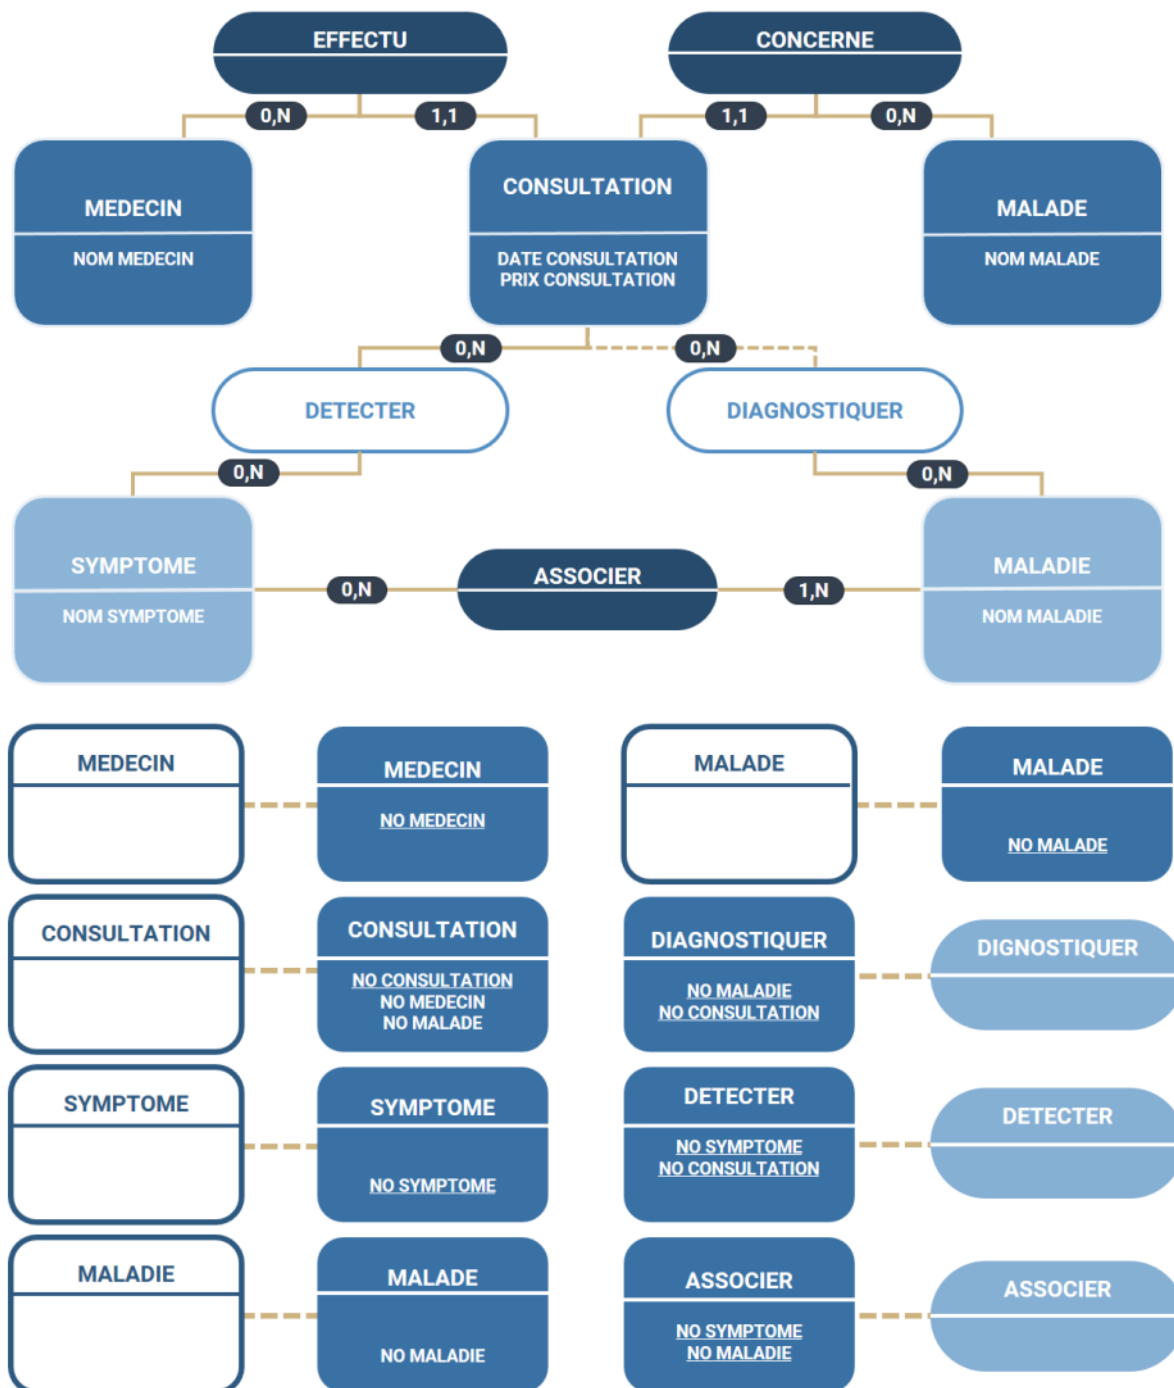 EFFECTU
CONCERNE
0,N
1,1
1,1
0,N
MEDECIN
NOM MEDECIN
CONSULTATION
DATE CONSULTATION
PRIX CONSULTATION
MALADE
NOM MALADE
0,N
0,N
DETECTER
DIAGNOSTIQUER
0,N
0,N
SYMPTOME
NOM SYMPTOME
0,N
ASSOCIER
1,N
MALADIE
NOM MALADIE
MEDECIN
MEDECIN
NO MEDECIN
MALADE
MALADE
NO MALADE
CONSULTATION
CONSULTATION
NO CONSULTATION
NO MEDECIN
NO MALADE
DIAGNOSTIQUER
NO MALADIE
NO CONSULTATION
DIGNOSTIQUER
SYMPTOME
SYMPTOME
NO SYMPTOME
DETECTER
NO SYMPTOME
NO CONSULTATION
DETECTER
MALADIE
MALADE
NO MALADIE
ASSOCIER
NO SYMPTOME
NO MALADIE
ASSOCIER